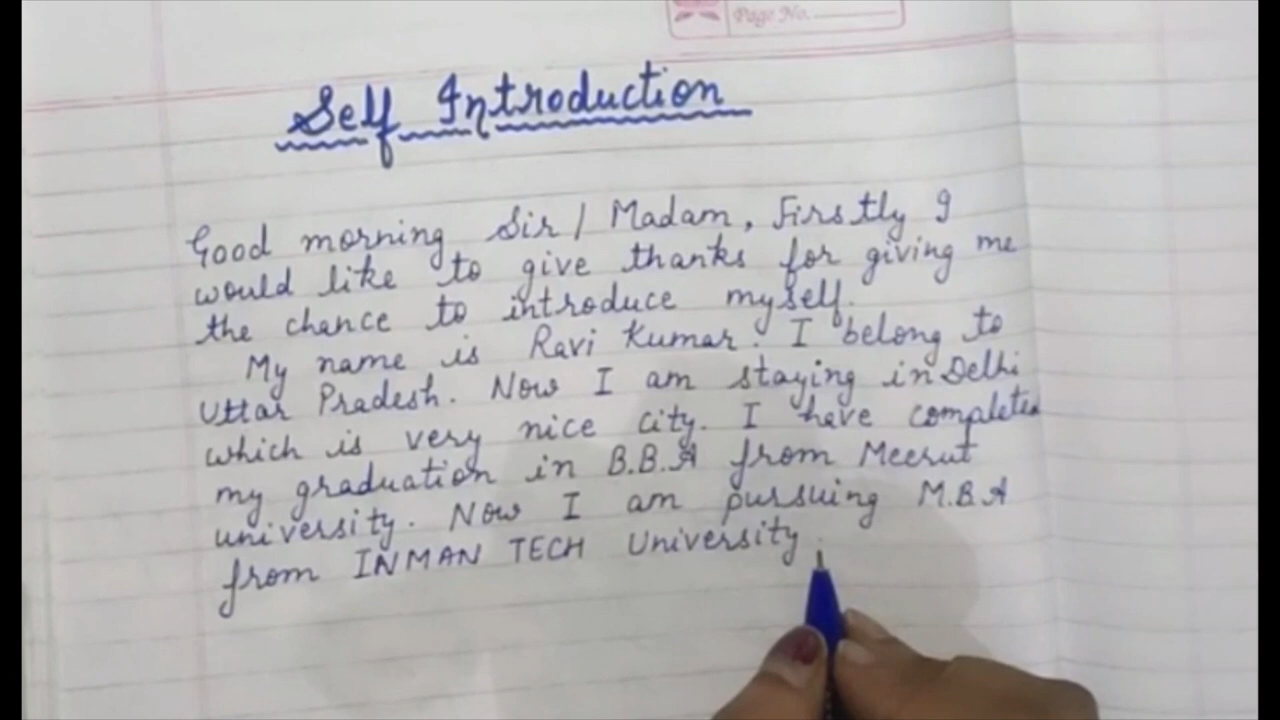 Page No.
Self Introduction
Good morning Sir / Madam, Firstly I
would like to give thanks for giving me
the chance to introduce myself.
My name is Ravi Kumar. I belong to
Uttar Pradesh. Now I am staying in Delhi
which is very nice city. I have completed
my graduation in B.B.A from Meerut
university. Now I am pursuing M.B.A
from INMAN TECH University.